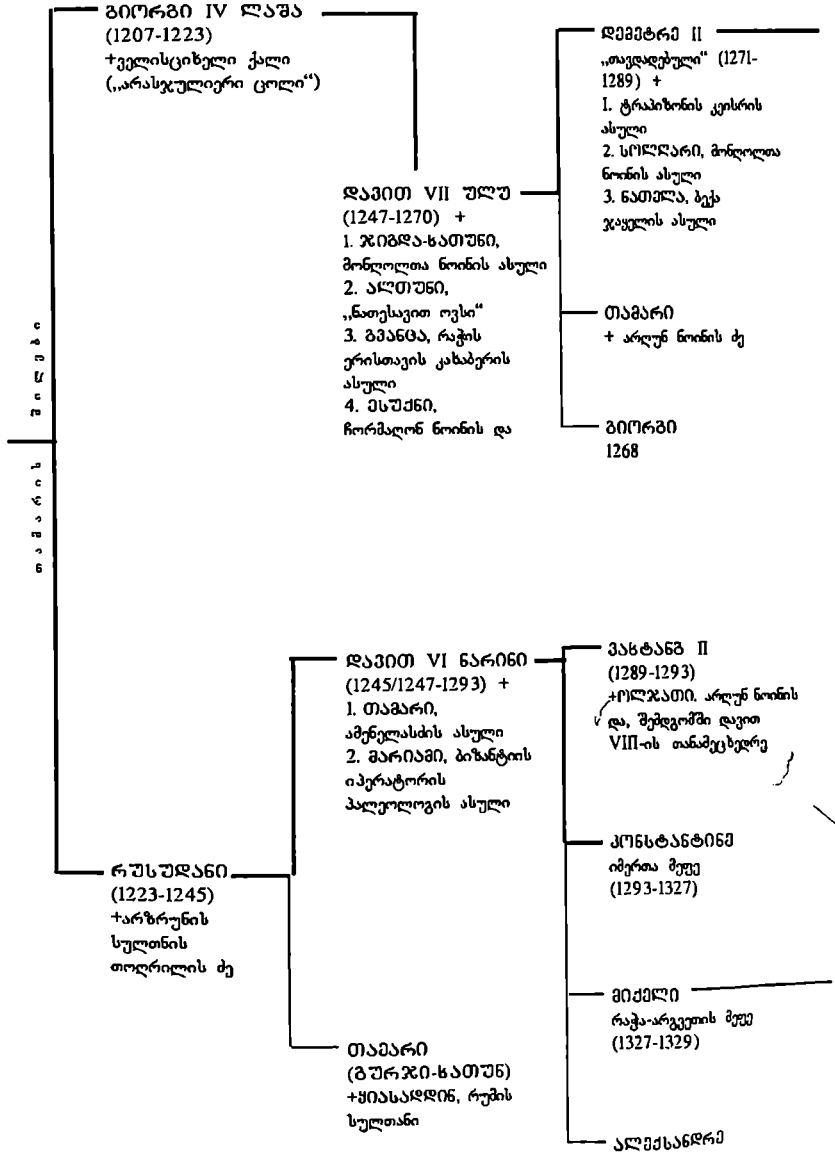 გიორგი IV ლაშა
(1207-1223)
+ველისციხელი ქალი
(„არასჯულიერი ცოლი“)
დავით VII ულუ
(1247-1270) +
1. ჯიგდა-ხათუნი,
მონღოლთა ნოინის ასული
2. ალთუნი,
„ნათესავით ოვსი“
3. გვანცა, რაჭის
ერისთავის კახაბერის
ასული
4. ესუქნი,
ჩორმაღონ ნოინის და
დემეტრე II
„თავდადებული“ (1271-
1289) +
1. ტრაპიზონის კეისრის
ასული
2. სოლღარი, მონღოლთა
ნოინის ასული
3. ნათელა, ბექა
ჯაყელის ასული
თამარი
+ არღუნ ნოინის ძე
გიორგი
1268
რუსუდანი
(1223-1245)
+არზრუნის
სულთნის
თოღრილის ძე
დავით VI ნარინი
(1245/1247-1293) +
1. თამარი,
ამენელასძის ასული
2. მარიამი, ბიზანტიის
იპერატორის
პალეოლოგის ასული
თამარი
(გურჯი-ხათუნ)
+ყიასადდინ, რუმის
სულთანი
ვახტანგ II
(1289-1293)
+ოლჯათი, არღუნ ნოინის
და, შემდგომში დავით
VIII-ის თანამეცხედრე
კონსტანტინე
იმერთა მეფე
(1293-1327)
მიქელი
რაჭა-არგვეთის მეფე
(1327-1329)
ალექსანდრე